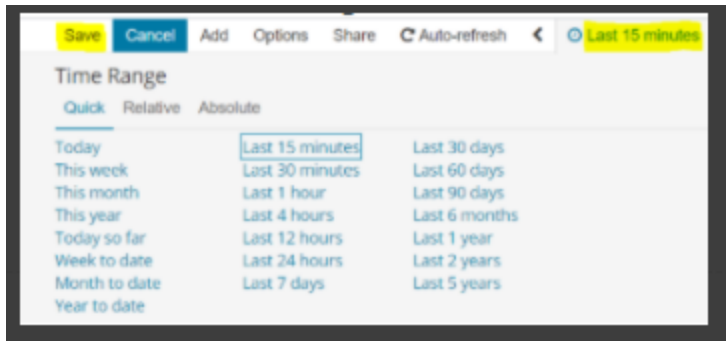 Save Cancel Add Options Share Auto-refresh Last 15 minutes
Time Range
Quick Relative Absolute
Today Last 15 minutes Last 30 days
This week Last 30 minutes Last 60 days
This month Last 1 hour Last 90 days
This year Last 4 hours Last 6 months
Today so far Last 12 hours Last 1 year
Week to date Last 24 hours Last 2 years
Month to date Last 7 days Last 5 years
Year to date